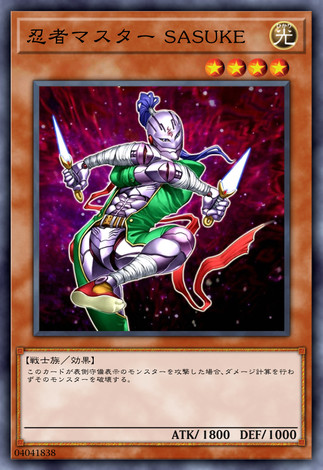 忍者マスター SASUKE
光
【戦士族／効果】
このカードが表側守備表示のモンスターを攻撃した場合、ダメージ計算を行わ
ずそのモンスターを破壊する。
ATK/ 1800 DEF/ 1000
04041838